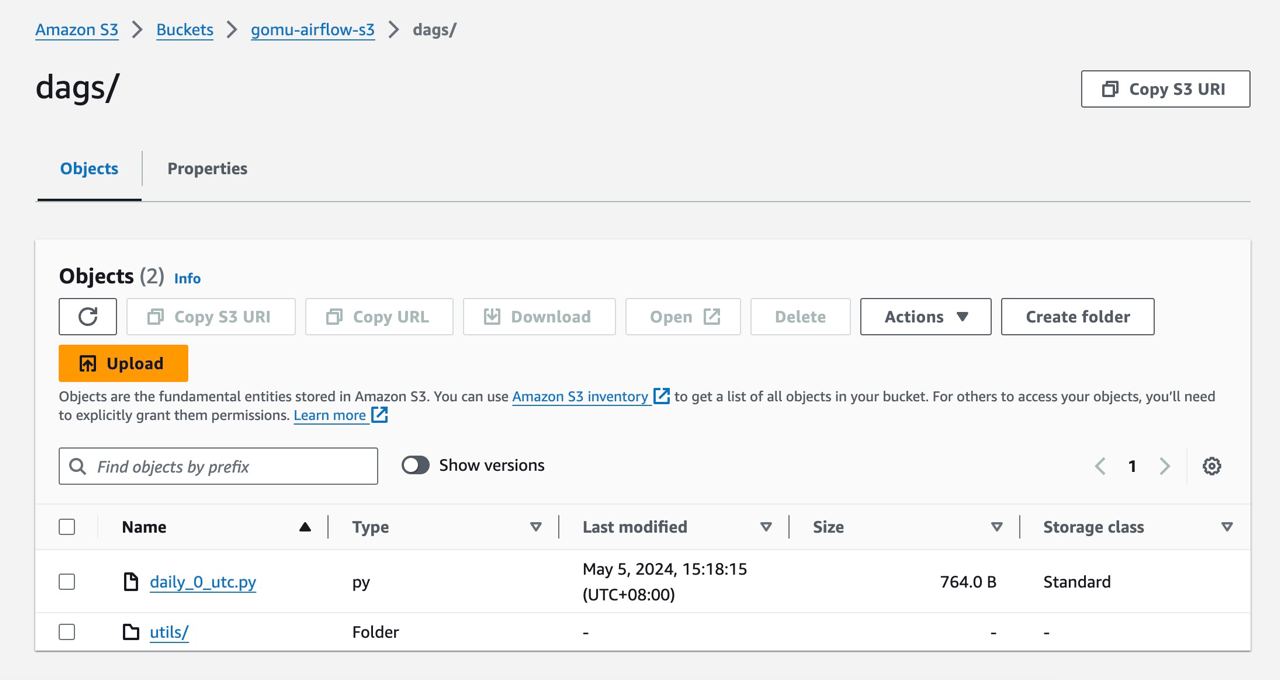 Amazon S3 > Buckets > gomu-airflow-s3 > dags/
dags/
Copy S3 URI
Objects Properties
Objects (2) Info
Copy S3 URI Copy URL Download Open Delete Actions Create folder
Upload
Objects are the fundamental entities stored in Amazon S3. You can use Amazon S3 inventory to get a list of all objects in your bucket. For others to access your objects, you’ll need
to explicitly grant them permissions. Learn more
Find objects by prefix Show versions 1
Name Type Last modified Size Storage class
daily_0_utc.py py May 5, 2024, 15:18:15 764.0 B Standard
(UTC+08:00)
utils/ Folder - - -